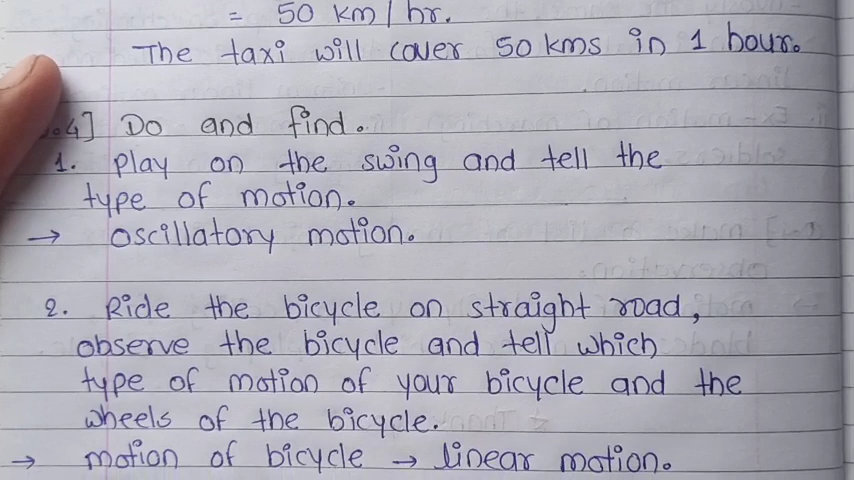 = 50 km/hr.
The taxi will cover 50 kms in 1 hour.
.4] Do and find.
1. Play on the swing and tell the
type of motion.
→ Oscillatory motion.
2. Ride the bicycle on straight road,
observe the bicycle and tell which
type of motion of your bicycle and the
wheels of the bicycle.
→ motion of bicycle → linear motion.